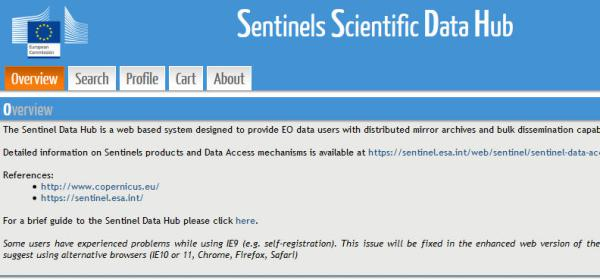 European
Commission
Sentinels Scientific Data Hub
Overview Search Profile Cart About
Overview
The Sentinel Data Hub is a web based system designed to provide EO data users with distributed mirror archives and bulk dissemination capab
Detailed information on Sentinels products and Data Access mechanisms is available at https://sentinel.esa.int/web/sentinel/sentinel-data-acc
References:
• http://www.copernicus.eu/
• https://sentinel.esa.int/
For a brief guide to the Sentinel Data Hub please click here.
Some users have experienced problems while using IE9 (e.g. self-registration). This issue will be fixed in the enhanced web version of the
suggest using alternative browsers (IE10 or 11, Chrome, Firefox, Safari)